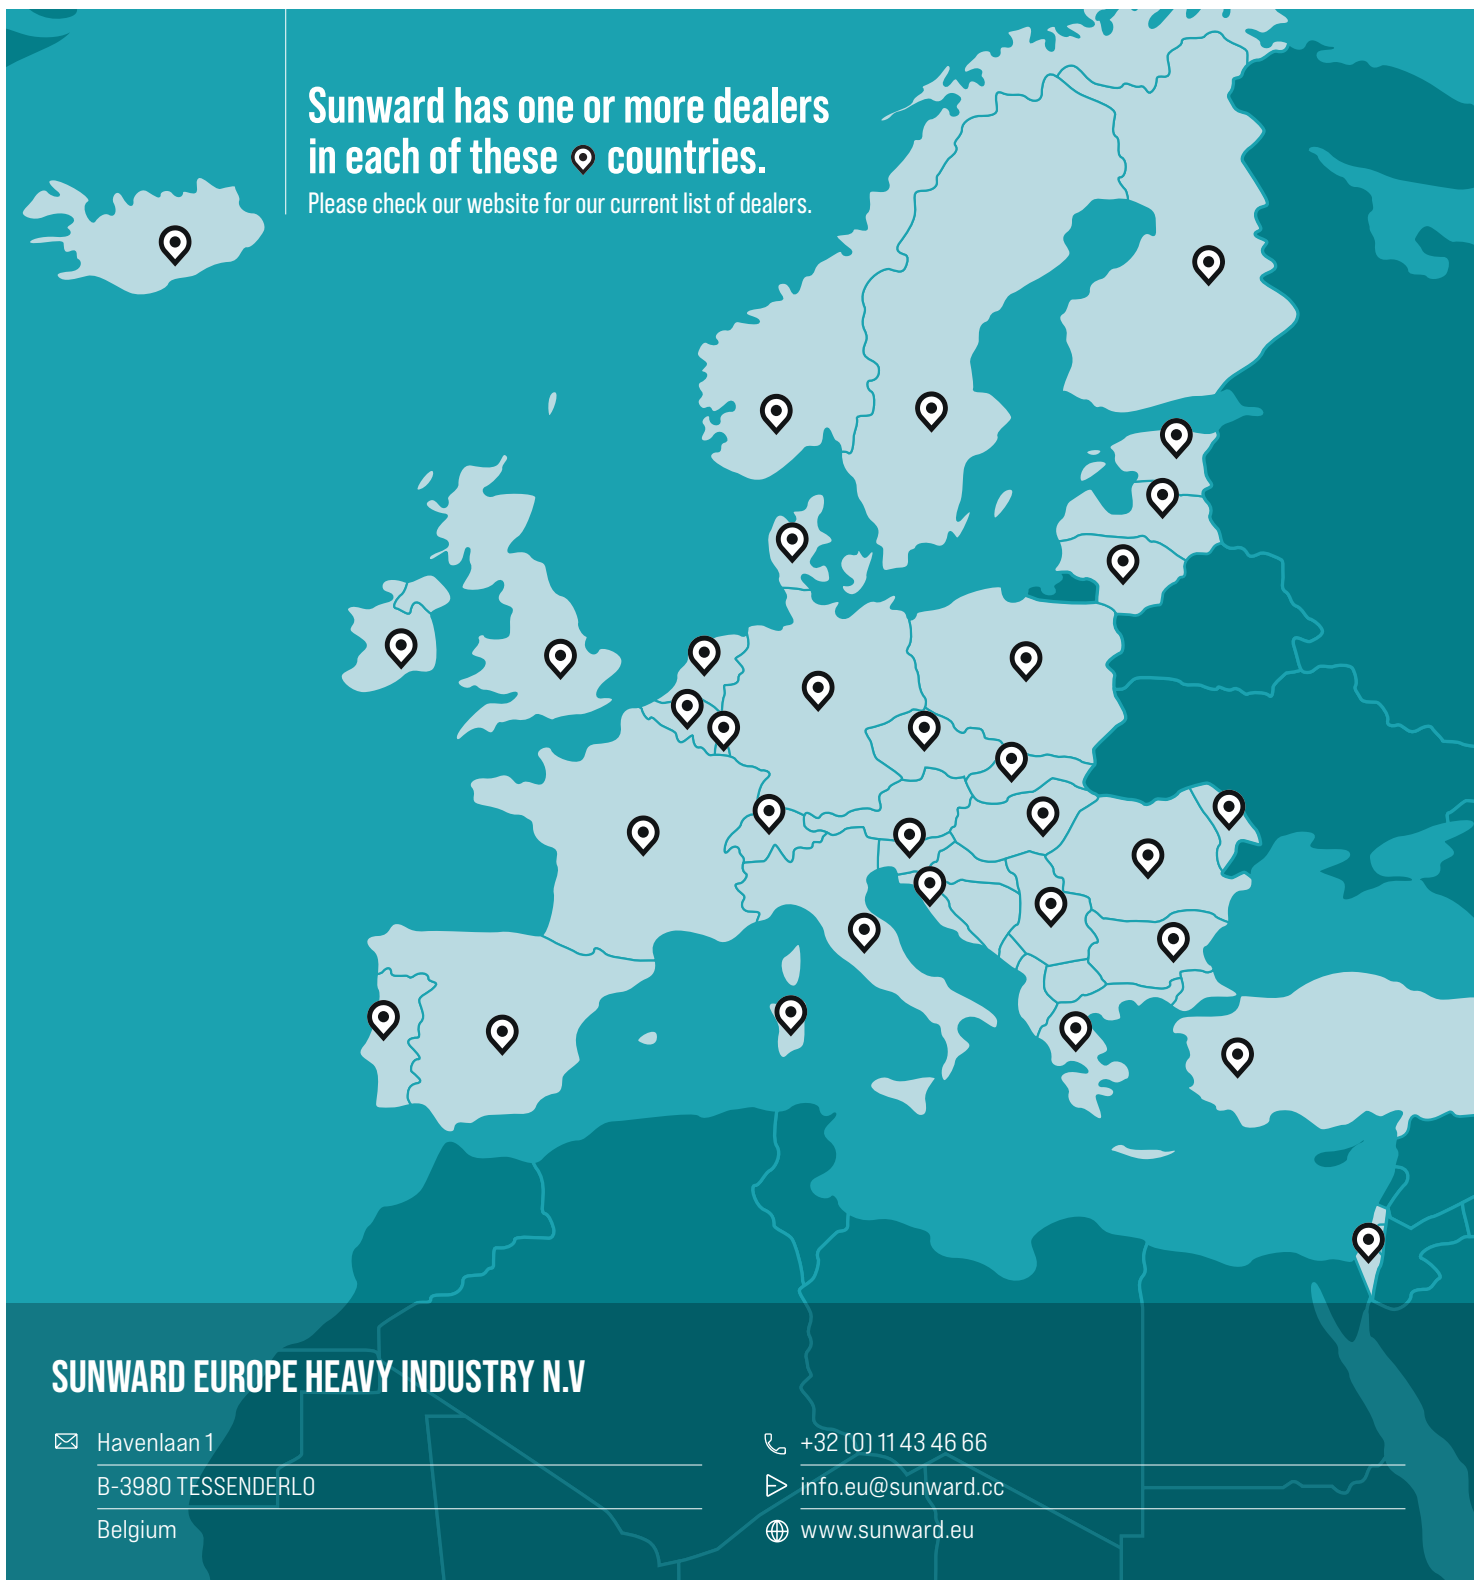 Sunward has one or more dealers
in each of these countries.
Please check our website for our current list of dealers.
SUNWARD EUROPE HEAVY INDUSTRY N.V
Havenlaan 1
B-3980 TESSENDERLO
Belgium
+32 (0) 11 43 46 66
info.eu@sunward.cc
www.sunward.eu